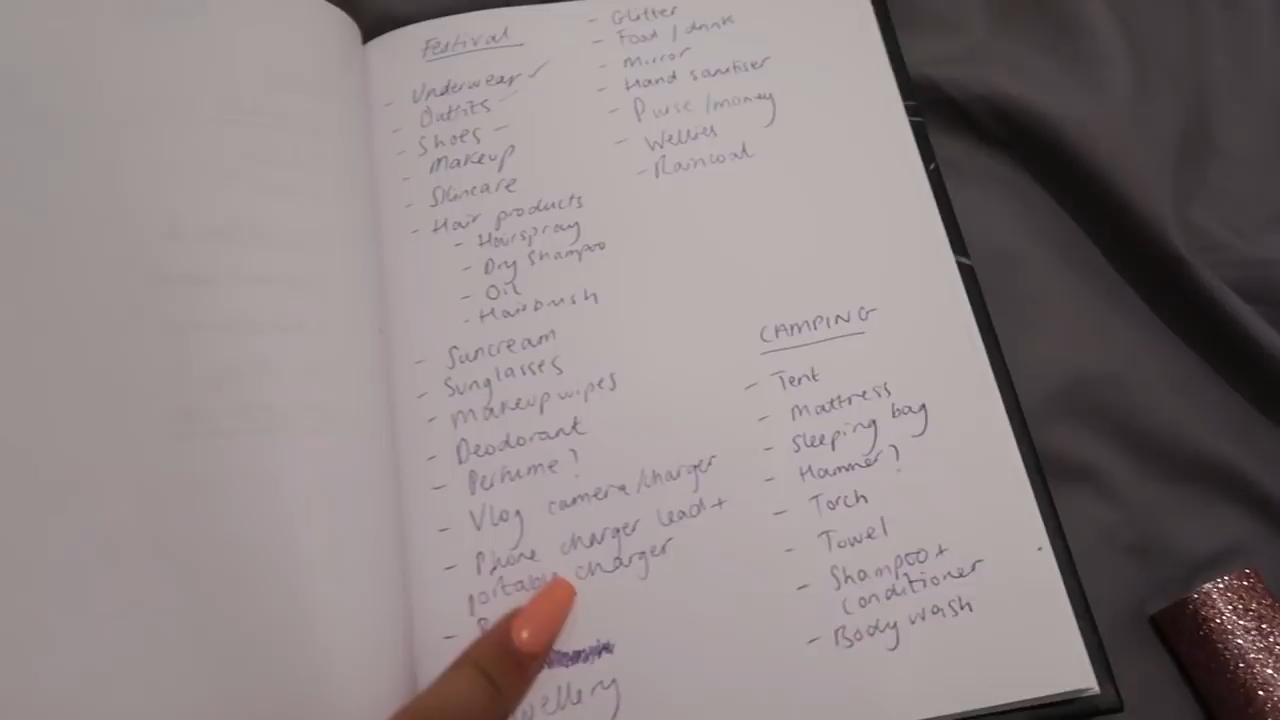 Festival
- Underwear ✓
- Outfits -
- Shoes -
- Makeup
- Skincare
- Hair products
- Hairspray
- Dry Shampoo
- Oil
- Hairbrush
- Suncream
- Sunglasses
- Makeup wipes
- Deodorant
- Perfume?
- Vlog camera/charger
- Phone charger lead +
portable charger
-
- Glitter
- Food / drink
- Mirror
- Hand sanitiser
- Purse/money
- Wellies
- Raincoat
CAMPING
- Tent
- Mattress
- Sleeping bag
- Hammer?
- Torch
- Towel
- Shampoo +
conditioner
- Body wash